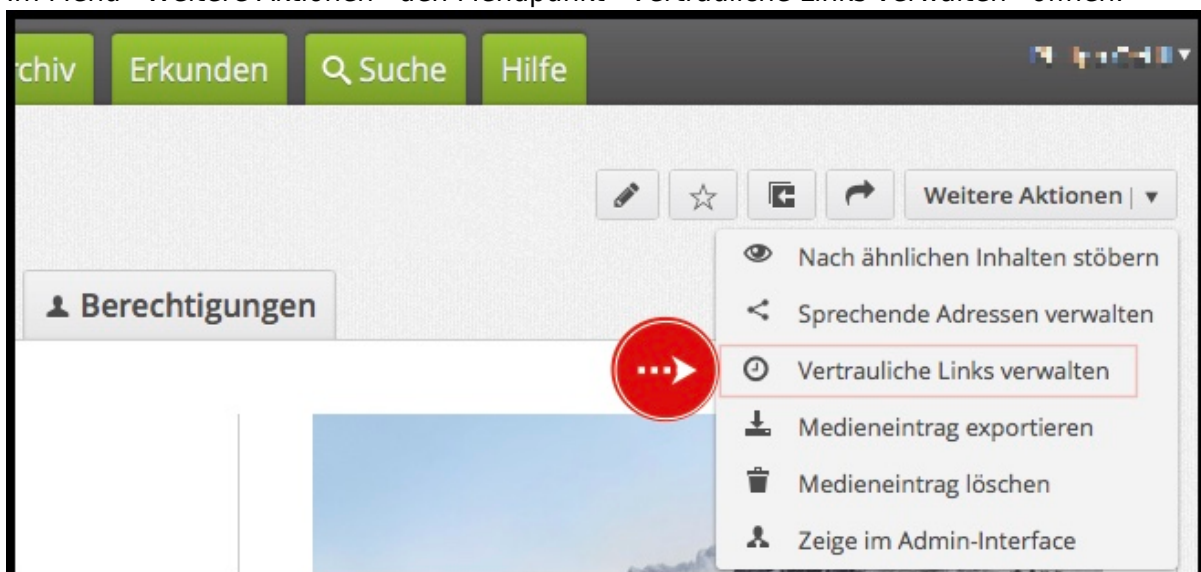 Im Menü "Weitere Aktionen" den Menüpunkt "Vertrauliche Links verwalten" öffnen.
rchiv Erkunden Suche Hilfe
Weitere Aktionen
Nach ähnlichen Inhalten stöbern
Berechtigungen
Sprechende Adressen verwalten
Vertrauliche Links verwalten
Medieneintrag exportieren
Medieneintrag löschen
Zeige im Admin-Interface